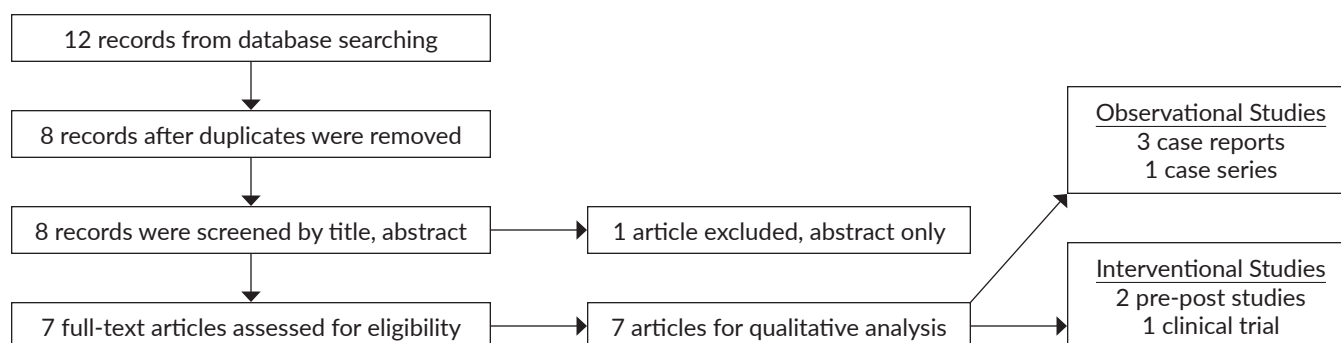 12 records from database searching
8 records after duplicates were removed
8 records were screened by title, abstract
1 article excluded, abstract only
7 full-text articles assessed for eligibility
7 articles for qualitative analysis
Observational Studies
3 case reports
1 case series
Interventional Studies
2 pre-post studies
1 clinical trial